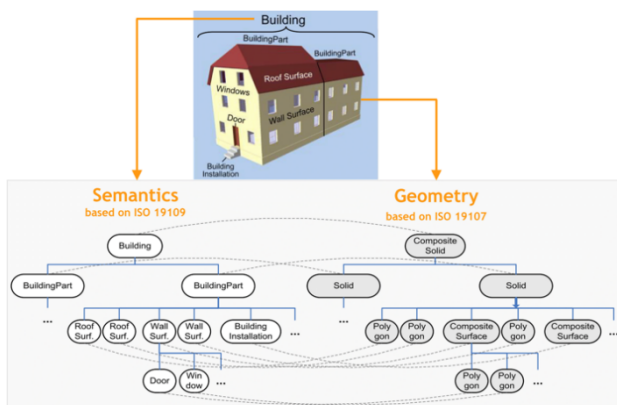 Building
BuildingPart
BuildingPart
Roof Surface
Windows
Wall Surface
Door
Building
Installation
Semantics
based on ISO 19109
Geometry
based on ISO 19107
Building
Composite
Solid
BuildingPart
BuildingPart
Solid
Solid
...
...
Roof
Surf.
Roof
Surf.
Wall
Surf.
Wall
Surf.
Building
Installation
...
Poly
gon
Poly
gon
Composite
Surface
Poly
gon
Composite
Surface
...
Door
Win
dow
...
Poly
gon
Poly
gon
...